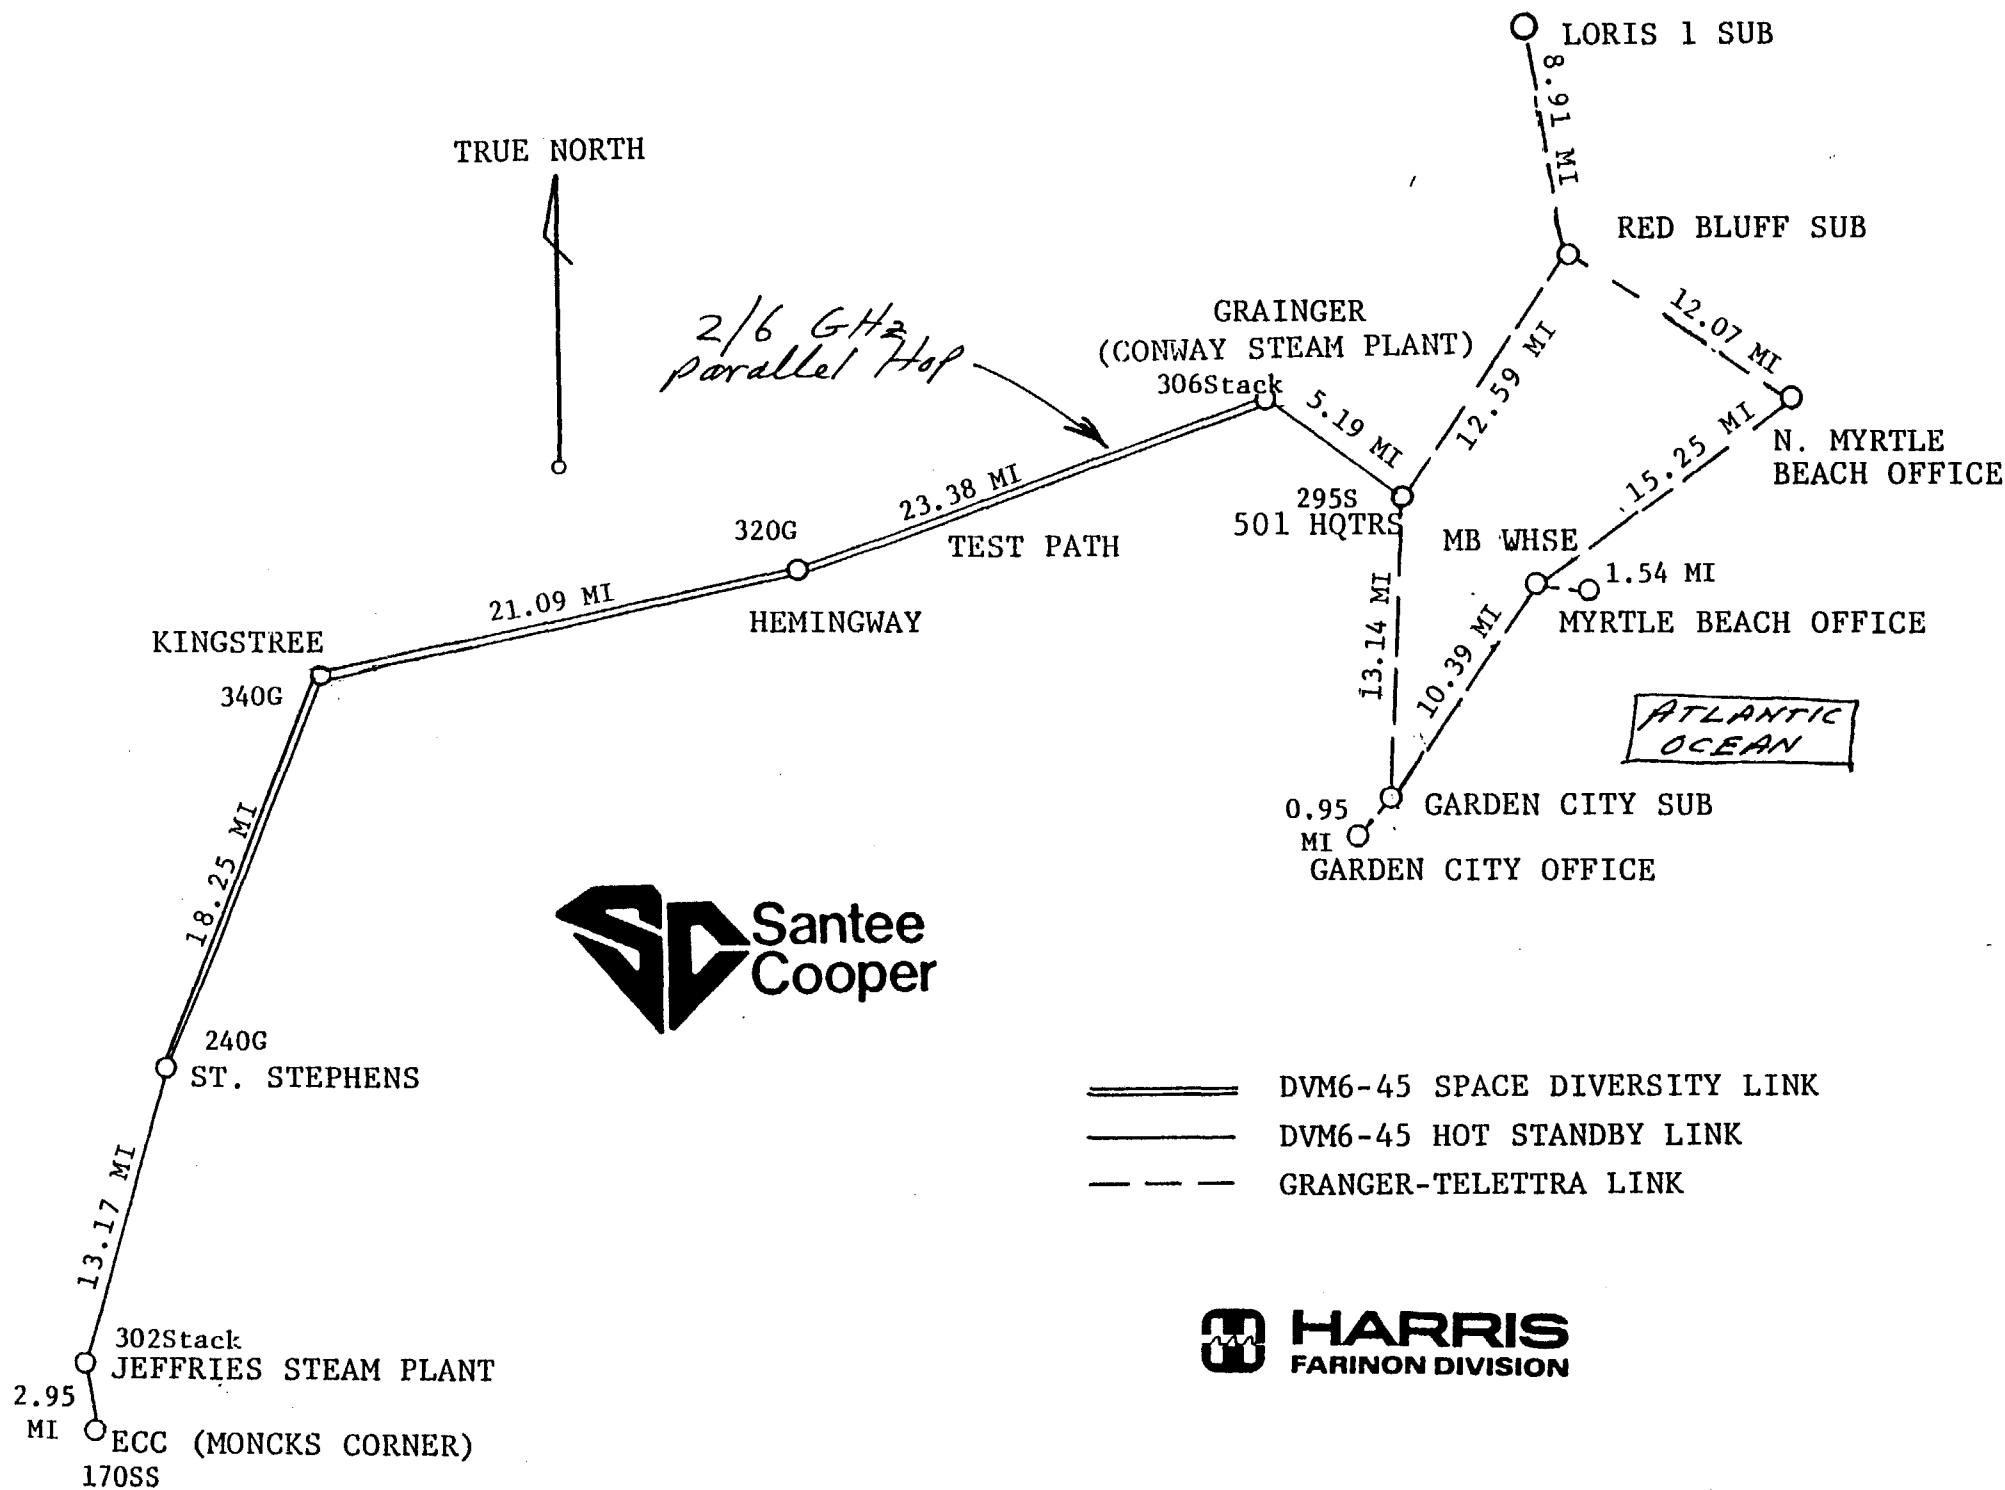 LORIS 1 SUB
8.91 MI
TRUE NORTH
RED BLUFF SUB
2/6 GHz
parallel Hop
GRAINGER
(CONWAY STEAM PLANT)
306Stack
5.19 MI
12.59 MI
12.07 MI
N. MYRTLE
BEACH OFFICE
15.25 MI
23.38 MI
TEST PATH
295S
501 HQTRS
MB WHSE
1.54 MI
MYRTLE BEACH OFFICE
320G
HEMINGWAY
21.09 MI
KINGSTREE
340G
13.14 MI
10.39 MI
ATLANTIC
OCEAN
0.95
MI
GARDEN CITY SUB
GARDEN CITY OFFICE
18.25 MI
Santee
Cooper
240G
ST. STEPHENS
DVM6-45 SPACE DIVERSITY LINK
DVM6-45 HOT STANDBY LINK
GRANGER-TELETTRA LINK
13.17 MI
302Stack
JEFFRIES STEAM PLANT
2.95
MI
ECC (MONCKS CORNER)
170SS
HARRIS
FARINON DIVISION